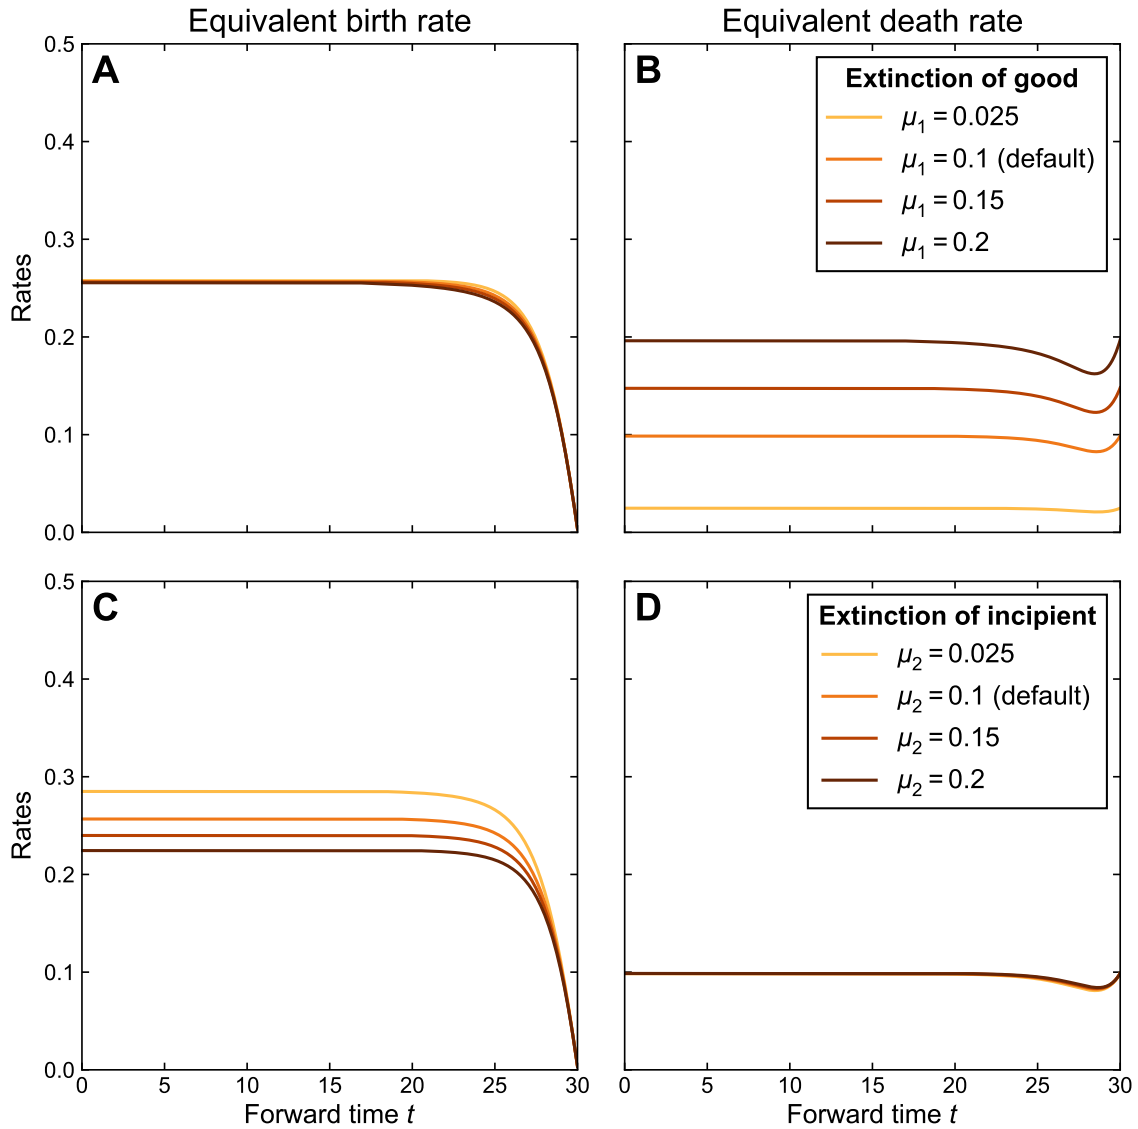 Equivalent birth rate
Equivalent death rate
A
0.5
0.4
0.3
0.2
0.1
0.0
Rates
B
Extinction of good
μ1 = 0.025
μ1 = 0.1 (default)
μ1 = 0.15
μ1 = 0.2
C
0.5
0.4
0.3
0.2
0.1
0.0
Rates
0 5 10 15 20 25 30
Forward time t
D
Extinction of incipient
μ2 = 0.025
μ2 = 0.1 (default)
μ2 = 0.15
μ2 = 0.2
0 5 10 15 20 25 30
Forward time t